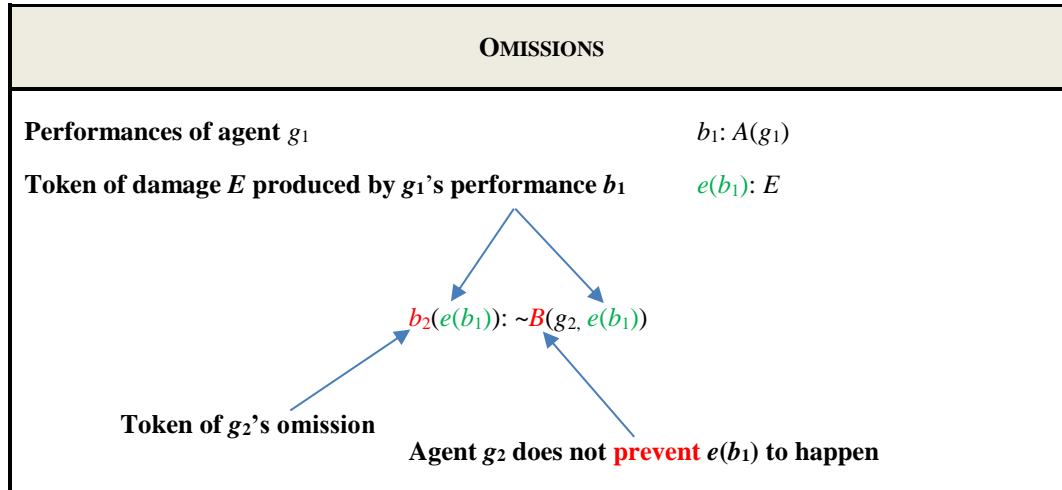 OMISSIONS
Performances of agent g1 b1: A(g1)
Token of damage E produced by g1’s performance b1 e(b1): E
b2(e(b1)): ~B(g2, e(b1))
Token of g2’s omission
Agent g2 does not prevent e(b1) to happen